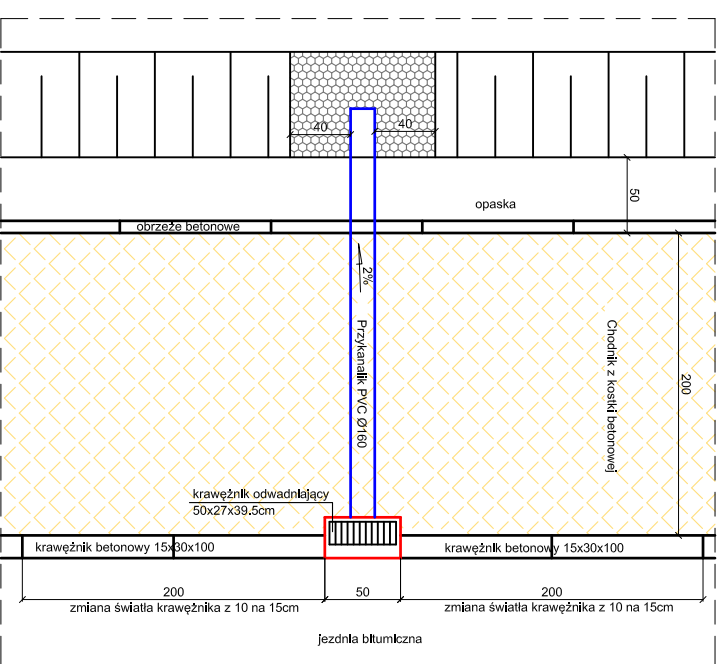 40
40
50
opaska
obrzeże betonowe
2%
Przykanalik PVC Ø160
Chodnik z kostki betonowej
200
krawężnik odwadniający
50x27x39.5cm
krawężnik betonowy 15x30x100
krawężnik betonowy 15x30x100
200
50
200
zmiana światła krawężnika z 10 na 15cm
zmiana światła krawężnika z 10 na 15cm
jezdnia bitumiczna